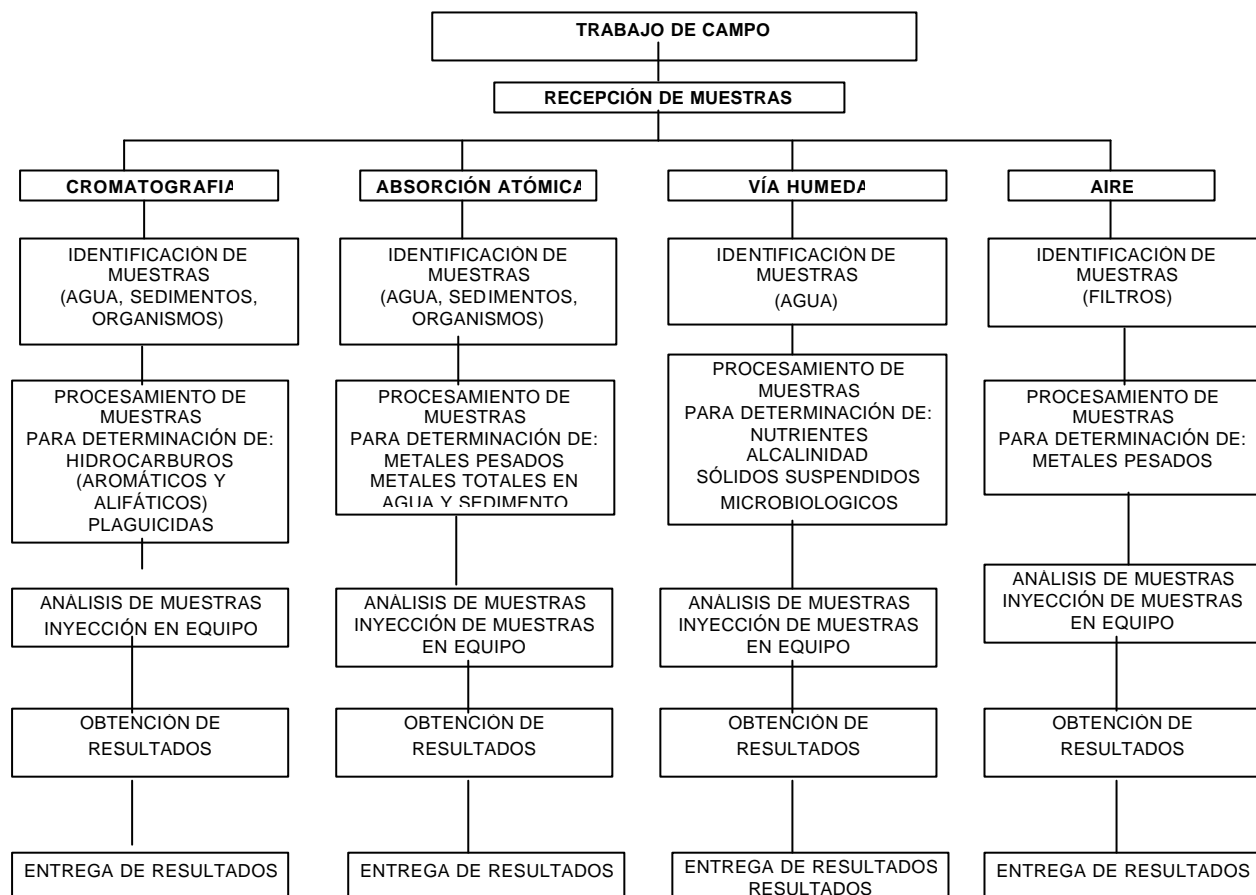 TRABAJO DE CAMPO
RECEPCIÓN DE MUESTRAS
CROMATOGRAFIA
IDENTIFICACIÓN DE
MUESTRAS
(AGUA, SEDIMENTOS,
ORGANISMOS)
PROCESAMIENTO DE
MUESTRAS
PARA DETERMINACIÓN DE:
HIDROCARBUROS
(AROMÁTICOS Y
ALIFÁTICOS)
PLAGUICIDAS
ANÁLISIS DE MUESTRAS
INYECCIÓN EN EQUIPO
OBTENCIÓN DE
RESULTADOS
ENTREGA DE RESULTADOS
ABSORCIÓN ATÓMICA
IDENTIFICACIÓN DE
MUESTRAS
(AGUA, SEDIMENTOS,
ORGANISMOS)
PROCESAMIENTO DE
MUESTRAS
PARA DETERMINACIÓN DE:
METALES PESADOS
METALES TOTALES EN
AGUA Y SEDIMENTO
ANÁLISIS DE MUESTRAS
INYECCIÓN DE MUESTRAS
EN EQUIPO
OBTENCIÓN DE
RESULTADOS
ENTREGA DE RESULTADOS
VÍA HUMEDA
IDENTIFICACIÓN DE
MUESTRAS
(AGUA)
PROCESAMIENTO DE
MUESTRAS
PARA DETERMINACIÓN DE:
NUTRIENTES
ALCALINIDAD
SÓLIDOS SUSPENDIDOS
MICROBIOLOGICOS
ANÁLISIS DE MUESTRAS
INYECCIÓN DE MUESTRAS
EN EQUIPO
OBTENCIÓN DE
RESULTADOS
ENTREGA DE RESULTADOS
RESULTADOS
AIRE
IDENTIFICACIÓN DE
MUESTRAS
(FILTROS)
PROCESAMIENTO DE
MUESTRAS
PARA DETERMINACIÓN DE:
METALES PESADOS
ANÁLISIS DE MUESTRAS
INYECCIÓN DE MUESTRAS
EN EQUIPO
OBTENCIÓN DE
RESULTADOS
ENTREGA DE RESULTADOS